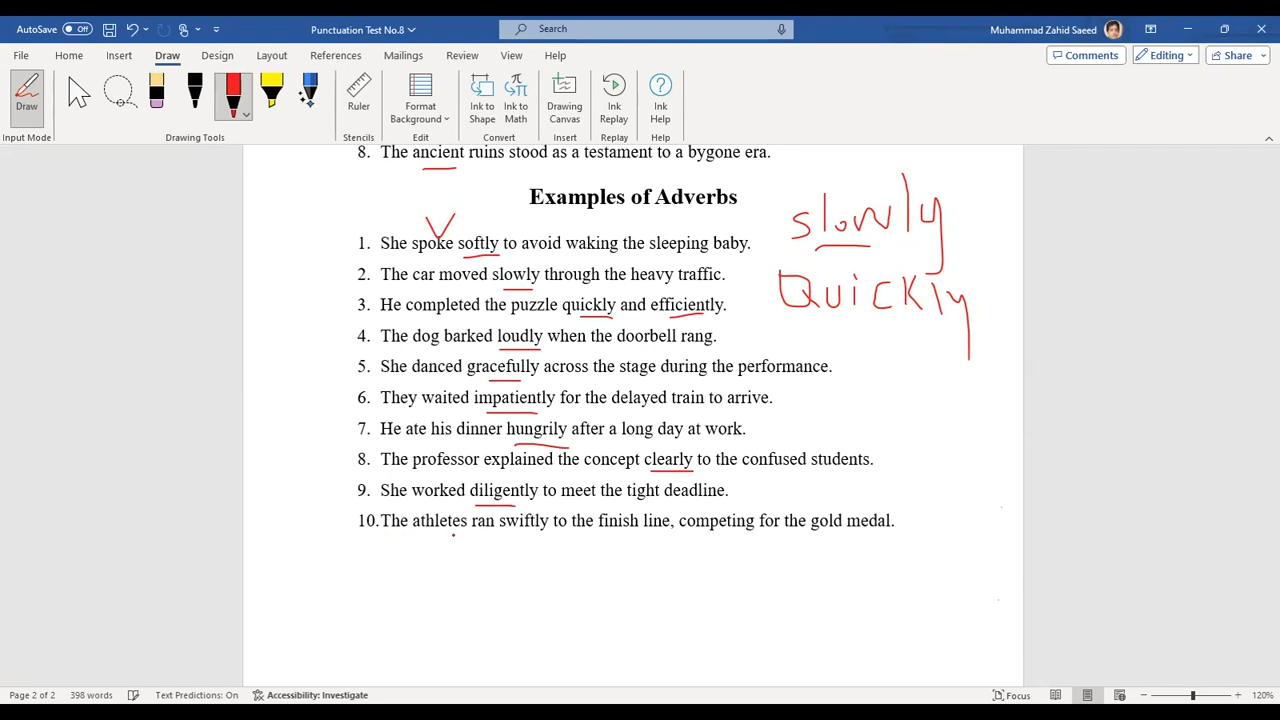 AutoSave Off
Punctuation Test No.8
Search
Muhammad Zahid Saeed
File Home Insert Draw Design Layout References Mailings Review View Help
Comments Editing Share
Draw
Ruler
Format Background
Ink to Shape
Ink to Math
Drawing Canvas
Ink Replay
Ink Help
Input Mode Drawing Tools Stencils Edit Convert Insert Replay Help
8. The ancient ruins stood as a testament to a bygone era.
Examples of Adverbs
slowly
1. She spoke softly to avoid waking the sleeping baby.
2. The car moved slowly through the heavy traffic.
Quickly
3. He completed the puzzle quickly and efficiently.
4. The dog barked loudly when the doorbell rang.
5. She danced gracefully across the stage during the performance.
6. They waited impatiently for the delayed train to arrive.
7. He ate his dinner hungrily after a long day at work.
8. The professor explained the concept clearly to the confused students.
9. She worked diligently to meet the tight deadline.
10. The athletes ran swiftly to the finish line, competing for the gold medal.
Page 2 of 2 398 words Text Predictions: On Accessibility: Investigate Focus 120%